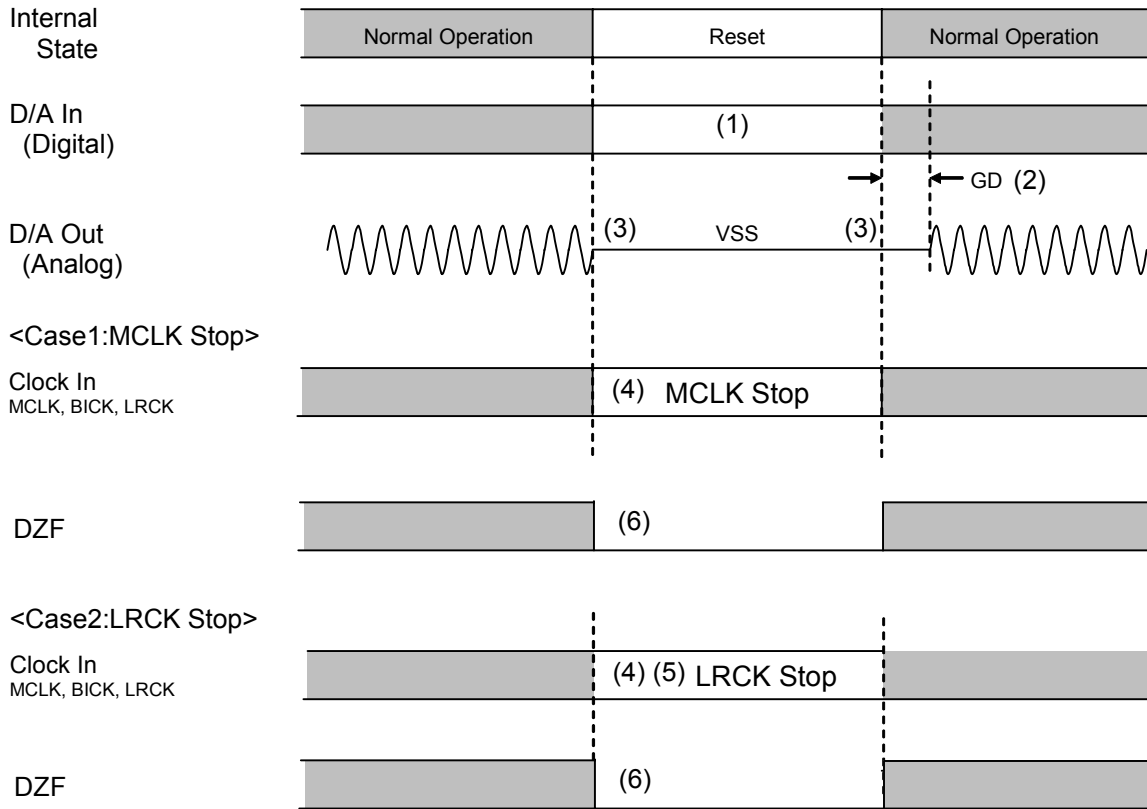 Internal
State
Normal Operation Reset Normal Operation
D/A In
(Digital)
(1)
GD (2)
D/A Out
(Analog)
(3) VSS (3)
<Case1:MCLK Stop>
Clock In
MCLK, BICK, LRCK
(4) MCLK Stop
DZF
(6)
<Case2:LRCK Stop>
Clock In
MCLK, BICK, LRCK
(4) (5) LRCK Stop
DZF
(6)